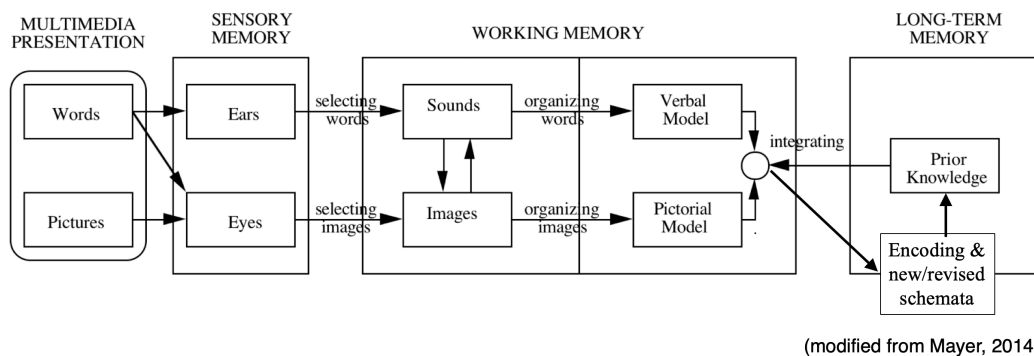 MULTIMEDIA
PRESENTATION
SENSORY
MEMORY
WORKING MEMORY
LONG-TERM
MEMORY
Words
Ears
selecting
words
Sounds
organizing
words
Verbal
Model
integrating
Prior
Knowledge
Pictures
Eyes
selecting
images
Images
organizing
images
Pictorial
Model
Encoding &
new/revised
schemata
(modified from Mayer, 2014